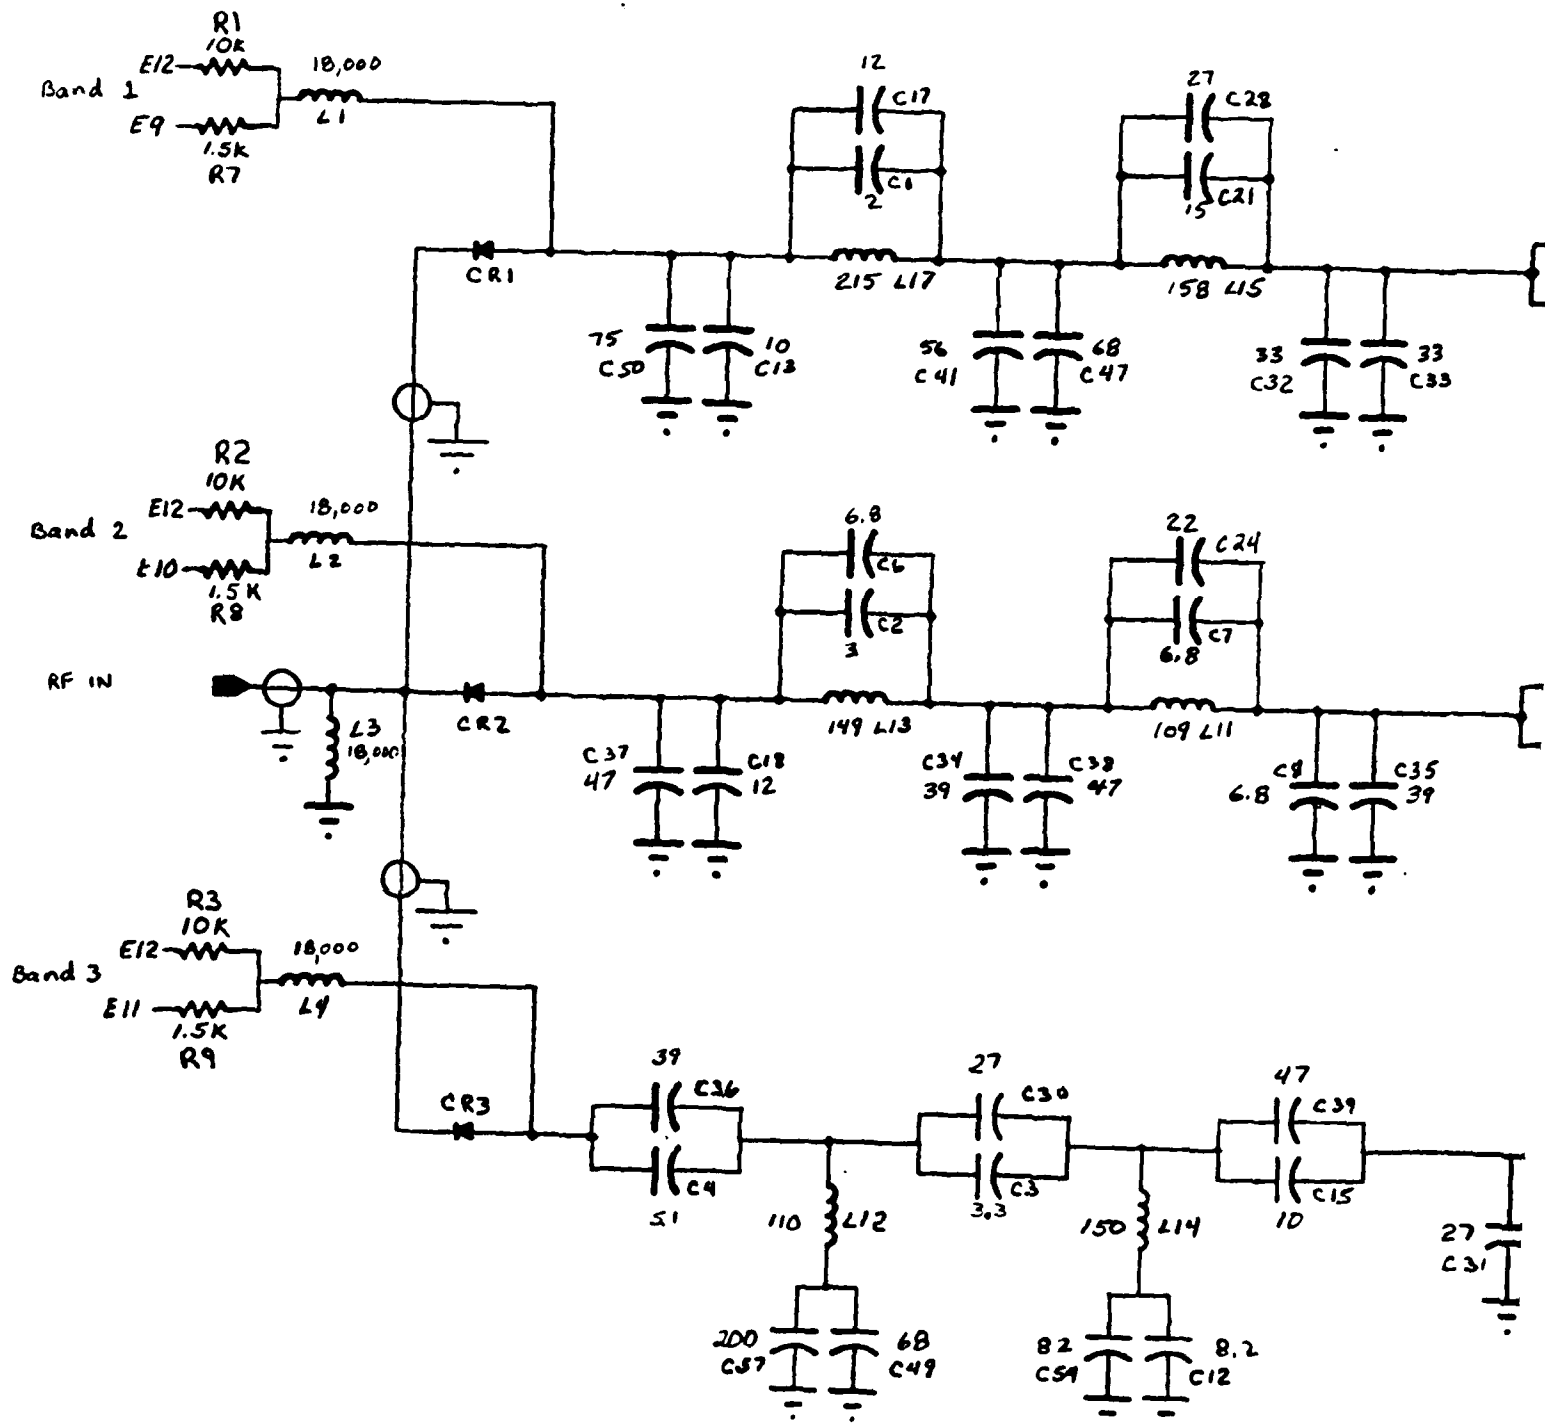 R1
10K
E12
18,000
Band 1
L1
E9
1.5K
R7
12
C17
C1
2
27
C28
C21
15
CR1
215 L17
158 L15
75
C50
10
C13
56
C41
68
C47
33
C32
33
C33
R2
10K
E12
18,000
Band 2
L2
E10
1.5K
R8
6.8
C6
C2
3
22
C24
C7
6.8
RF IN
L3
18,000
CR2
149 L13
109 L11
C37
47
C18
12
C34
39
C38
47
C8
6.8
C35
39
R3
10K
E12
18,000
Band 3
L4
E11
1.5K
R9
CR3
39
C36
C4
5.1
27
C30
C3
3.3
47
C39
C15
10
110 L12
150 L14
27
C31
200
C57
68
C49
82
C54
8.2
C12